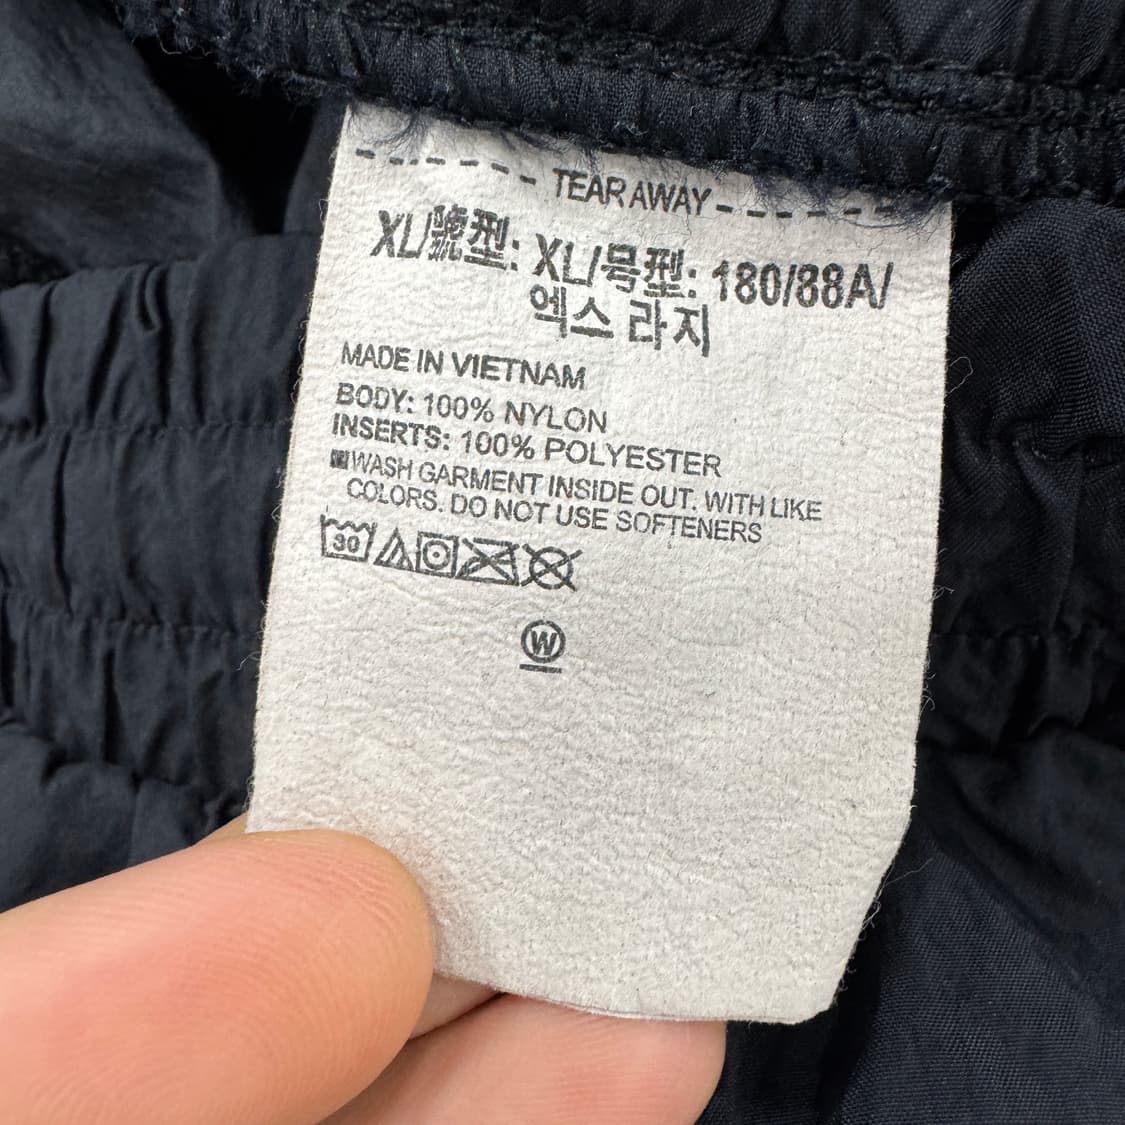 TEAR AWAY
XL/號型: XL/号型: 180/88A/
엑스 라지
MADE IN VIETNAM
BODY: 100% NYLON
INSERTS: 100% POLYESTER
WASH GARMENT INSIDE OUT. WITH LIKE
COLORS. DO NOT USE SOFTENERS
30
W